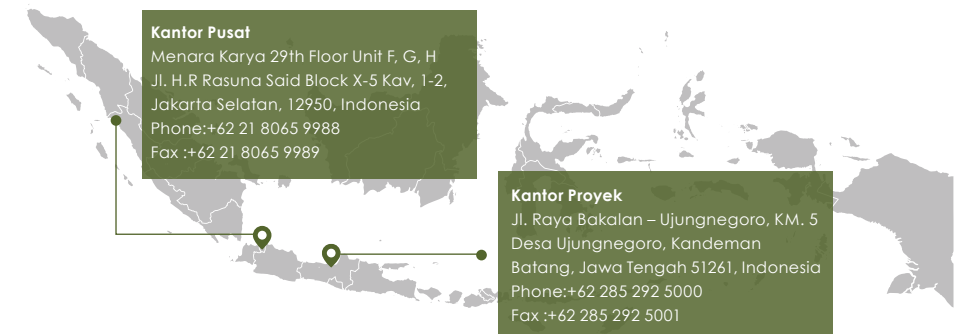 Kantor Pusat
Menara Karya 29th Floor Unit F, G, H
Jl. H.R Rasuna Said Block X-5 Kav, 1-2,
Jakarta Selatan, 12950, Indonesia
Phone:+62 21 8065 9988
Fax :+62 21 8065 9989
Kantor Proyek
Jl. Raya Bakalan – Ujungnegoro, KM. 5
Desa Ujungnegoro, Kandeman
Batang, Jawa Tengah 51261, Indonesia
Phone:+62 285 292 5000
Fax :+62 285 292 5001